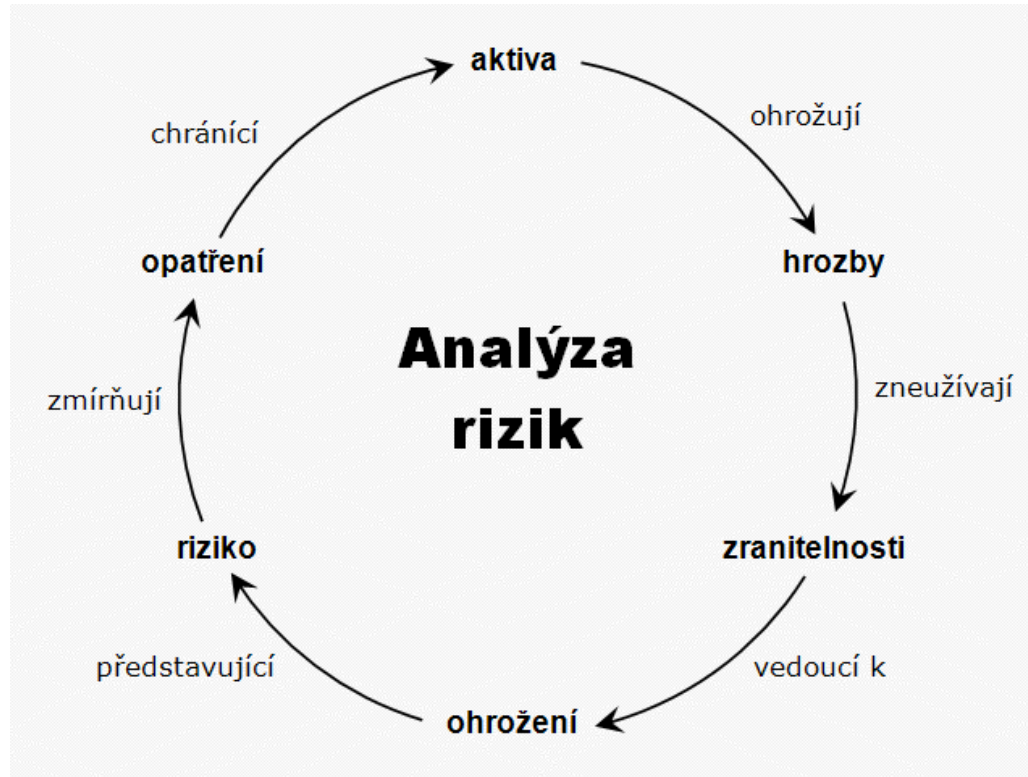 aktiva
ohrožují
chránící
opatření
hrozby
Analýza
rizik
zmírňují
zneužívají
riziko
zranitelnosti
představující
vedoucí k
ohrožení